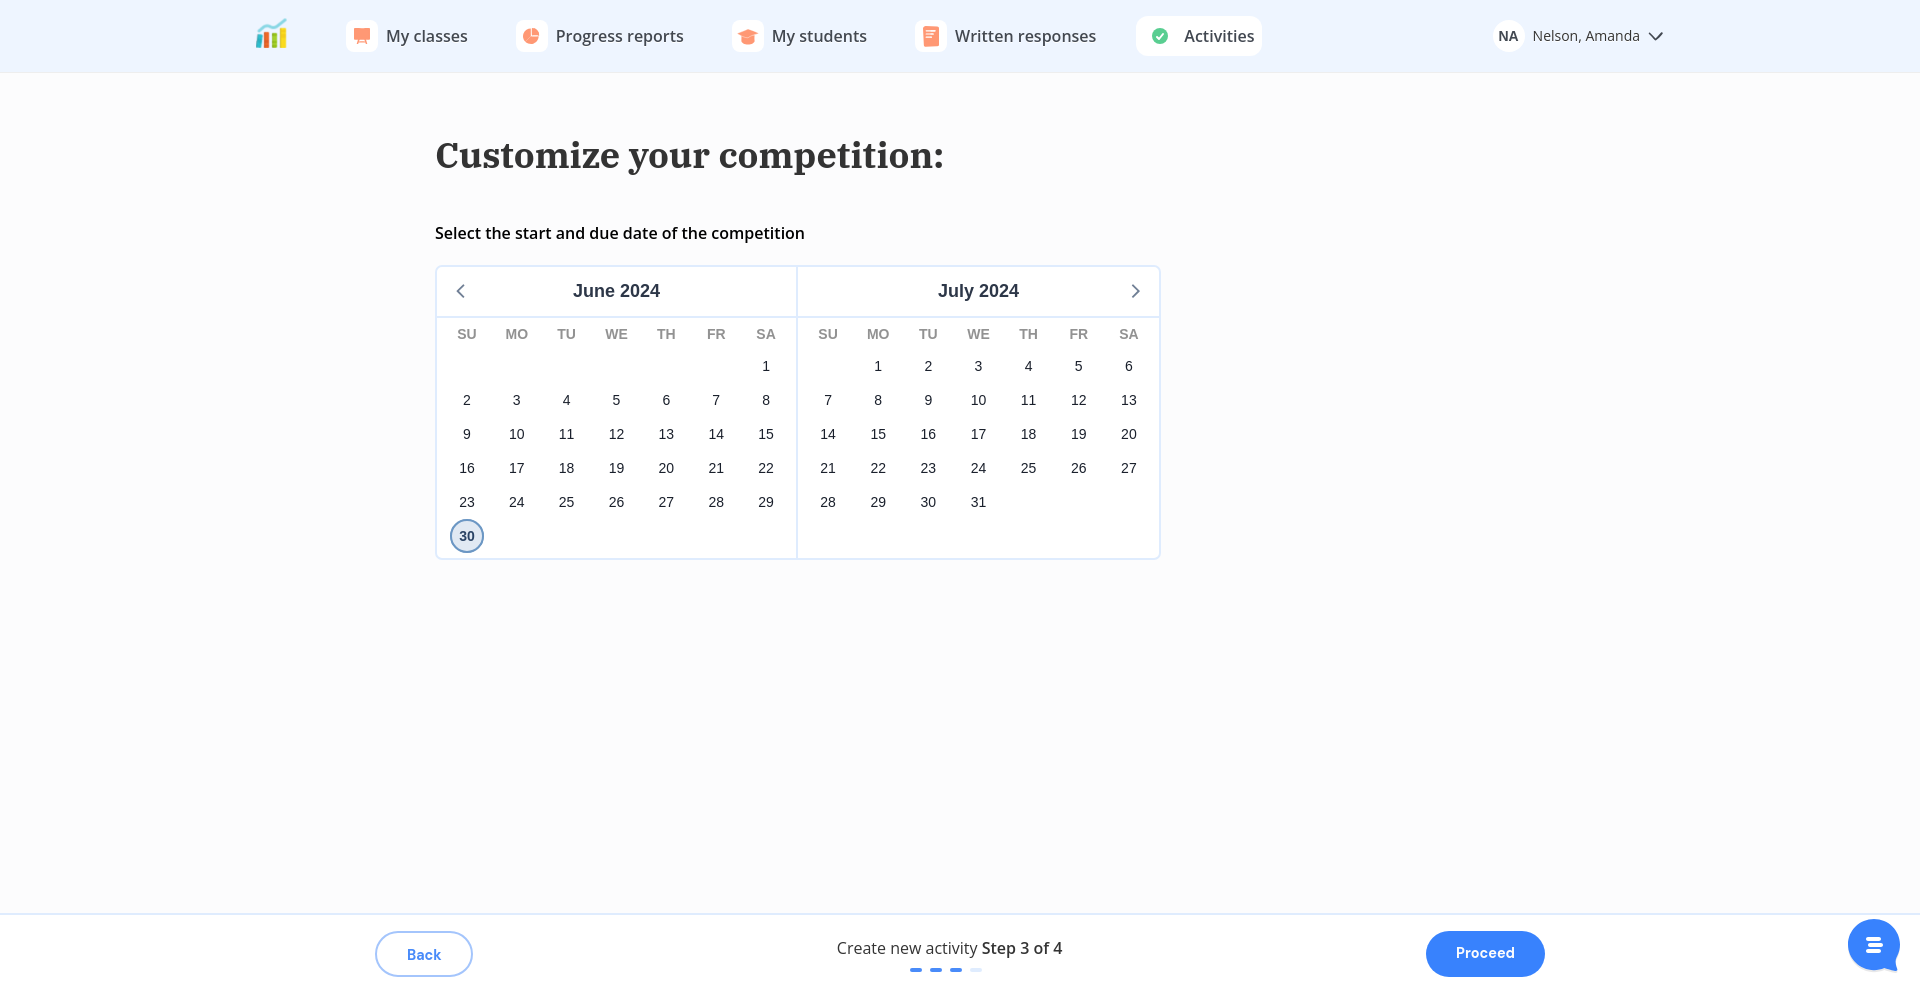 My classes
Progress reports
My students
Written responses
Activities
NA
Nelson, Amanda
Customize your competition:
Select the start and due date of the competition
June 2024
July 2024
SU MO TU WE TH FR SA
SU MO TU WE TH FR SA
1
1 2 3 4 5 6
2 3 4 5 6 7 8
7 8 9 10 11 12 13
9 10 11 12 13 14 15
14 15 16 17 18 19 20
16 17 18 19 20 21 22
21 22 23 24 25 26 27
23 24 25 26 27 28 29
28 29 30 31
30
Back
Create new activity Step 3 of 4
Proceed